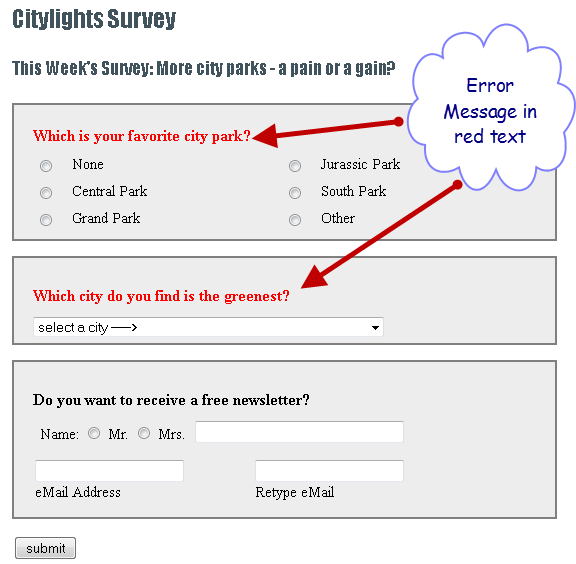 Citylights Survey
This Week's Survey: More city parks - a pain or a gain?
Error
Message in
red text
Which is your favorite city park?
None
Jurassic Park
Central Park
South Park
Grand Park
Other
Which city do you find is the greenest?
select a city --->
Do you want to receive a free newsletter?
Name: Mr. Mrs.
eMail Address
Retype eMail
submit